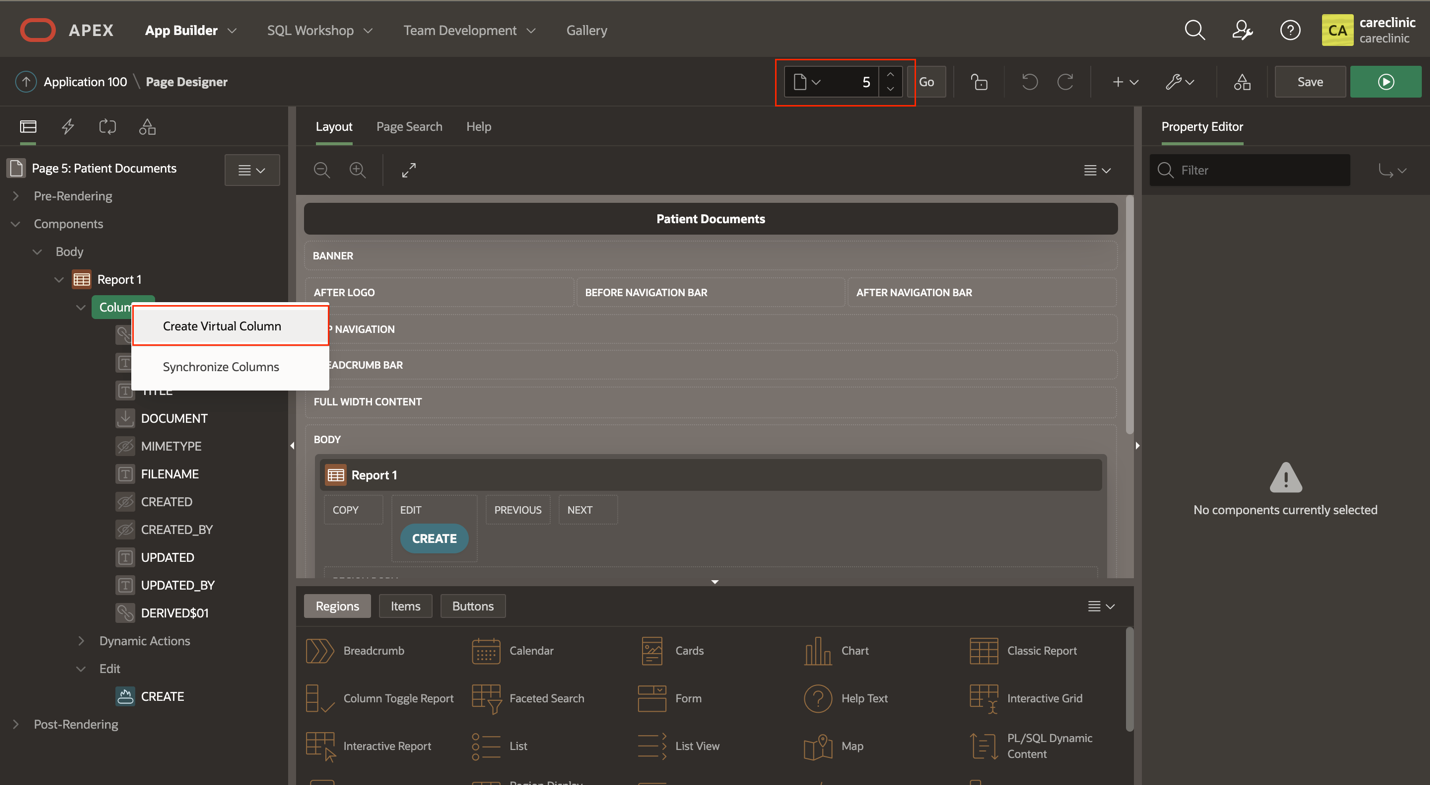 APEX
App Builder
SQL Workshop
Team Development
Gallery
CA
careclinic
careclinic
Application 100 \ Page Designer
5
Go
Save
Layout
Page Search
Help
Property Editor
Page 5: Patient Documents
Filter
Pre-Rendering
Components
Body
Report 1
Create Virtual Column
Synchronize Columns
TITLE
DOCUMENT
MIMETYPE
FILENAME
CREATED
CREATED_BY
UPDATED
UPDATED_BY
DERIVED$01
Dynamic Actions
Edit
CREATE
Post-Rendering
Patient Documents
BANNER
AFTER LOGO
BEFORE NAVIGATION BAR
AFTER NAVIGATION BAR
NAVIGATION
BAR
FULL WIDTH CONTENT
BODY
Report 1
COPY
EDIT
PREVIOUS
NEXT
CREATE
No components currently selected
Regions
Items
Buttons
Breadcrumb
Calendar
Cards
Chart
Classic Report
Column Toggle Report
Faceted Search
Form
Help Text
Interactive Grid
Interactive Report
List
List View
Map
PL/SQL Dynamic
Content
Region Display